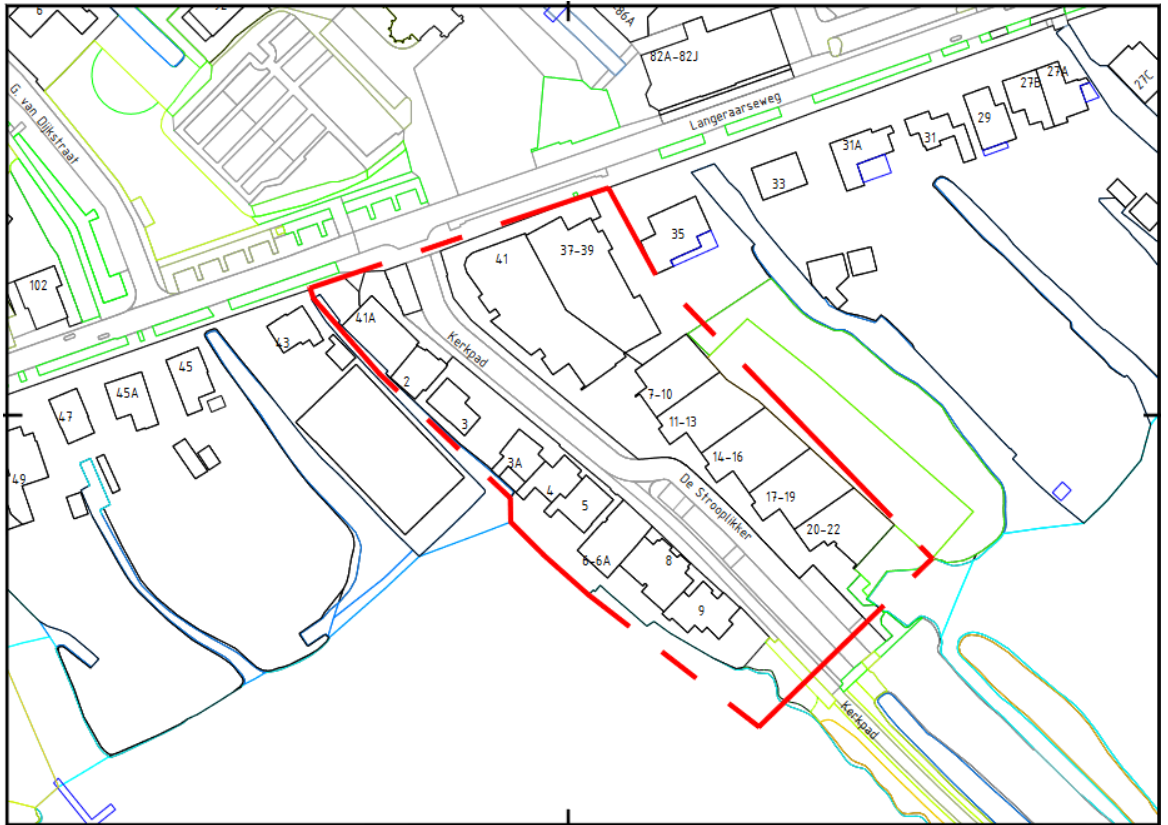 6
82A-82J
G. van Dijkstraat
Langeraarseweg
27B
27A
27C
29
31
31A
33
35
37-39
41
102
41A
43
Kerkpad
45
45A
47
2
3
7-10
11-13
49
3A
14-16
4
5
De Strooplikker
17-19
20-22
6-6A
8
9
Kerkpad